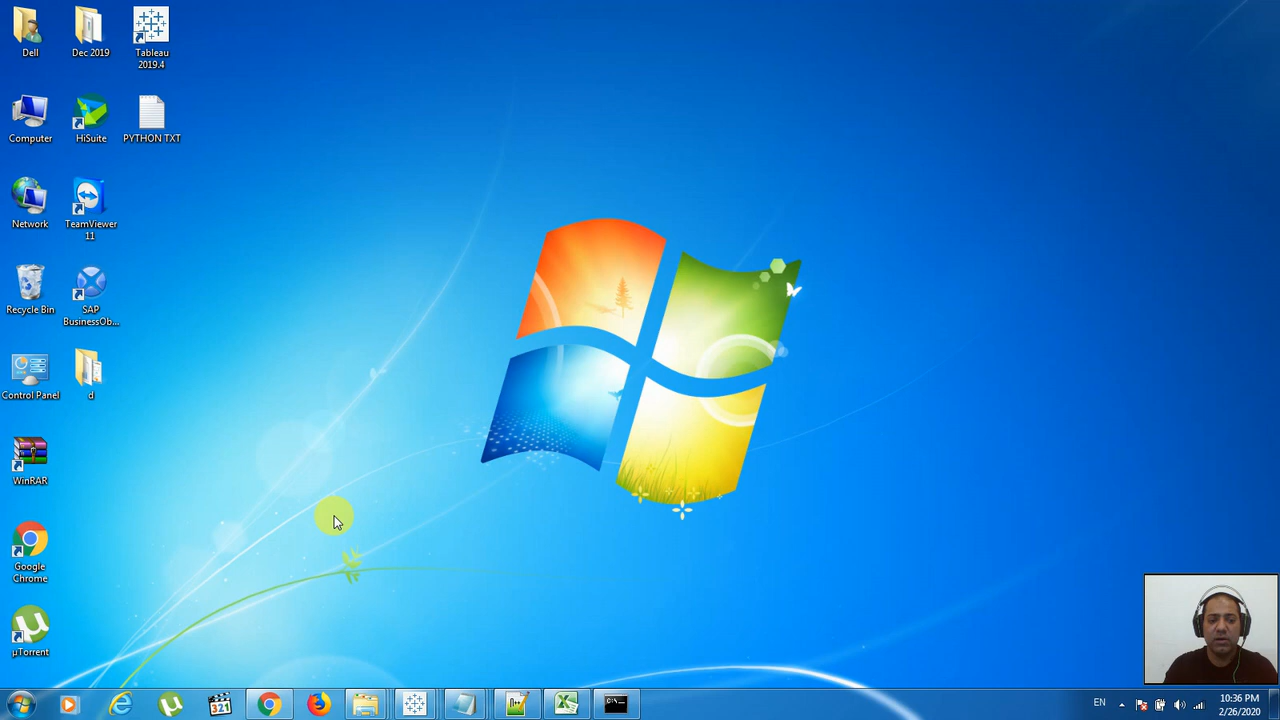 Dell
Dec 2019
Tableau
2019.4
Computer
HiSuite
PYTHON TXT
Network
TeamViewer
11
Recycle Bin
SAP
BusinessOb...
Control Panel
d
WinRAR
Google
Chrome
µTorrent
321
C:\
EN
10:36 PM
2/26/2020